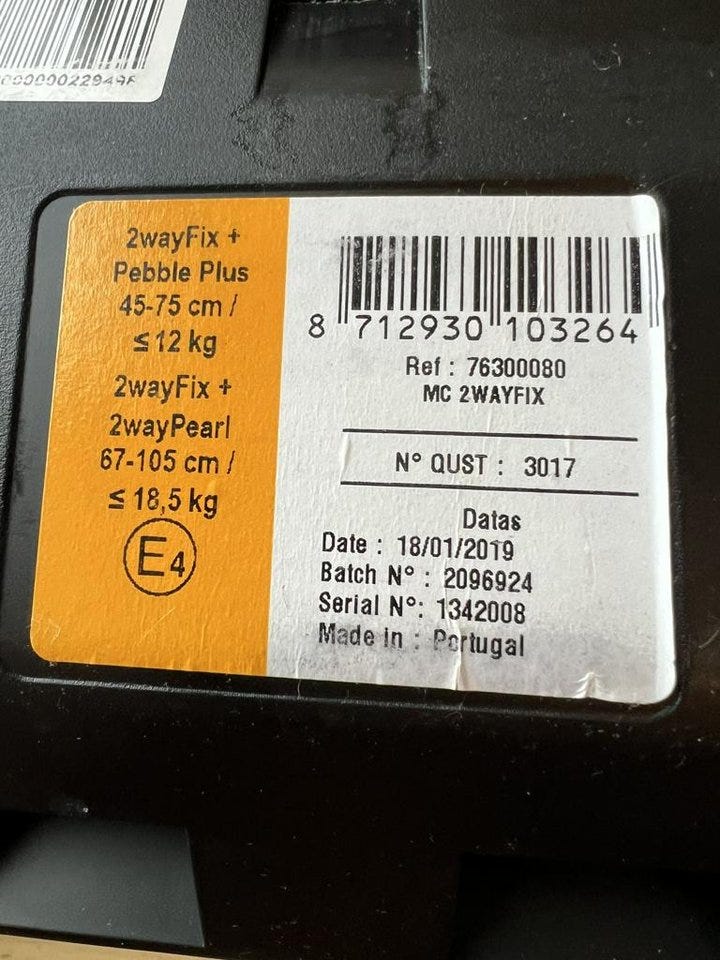 2wayFix +
Pebble Plus
45-75 cm /
≤ 12 kg
2wayFix +
2wayPearl
67-105 cm /
≤ 18,5 kg
E4
8 712930 103264
Ref : 76300080
MC 2WAYFIX
N° QUST : 3017
Datas
Date : 18/01/2019
Batch N° : 2096924
Serial N°: 1342008
Made in : Portugal